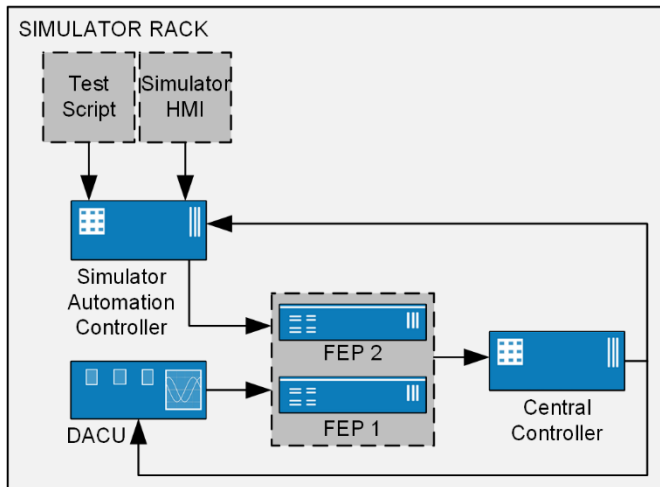 SIMULATOR RACK
Test
Script
Simulator
HMI
Simulator
Automation
Controller
FEP 2
DACU
FEP 1
Central
Controller